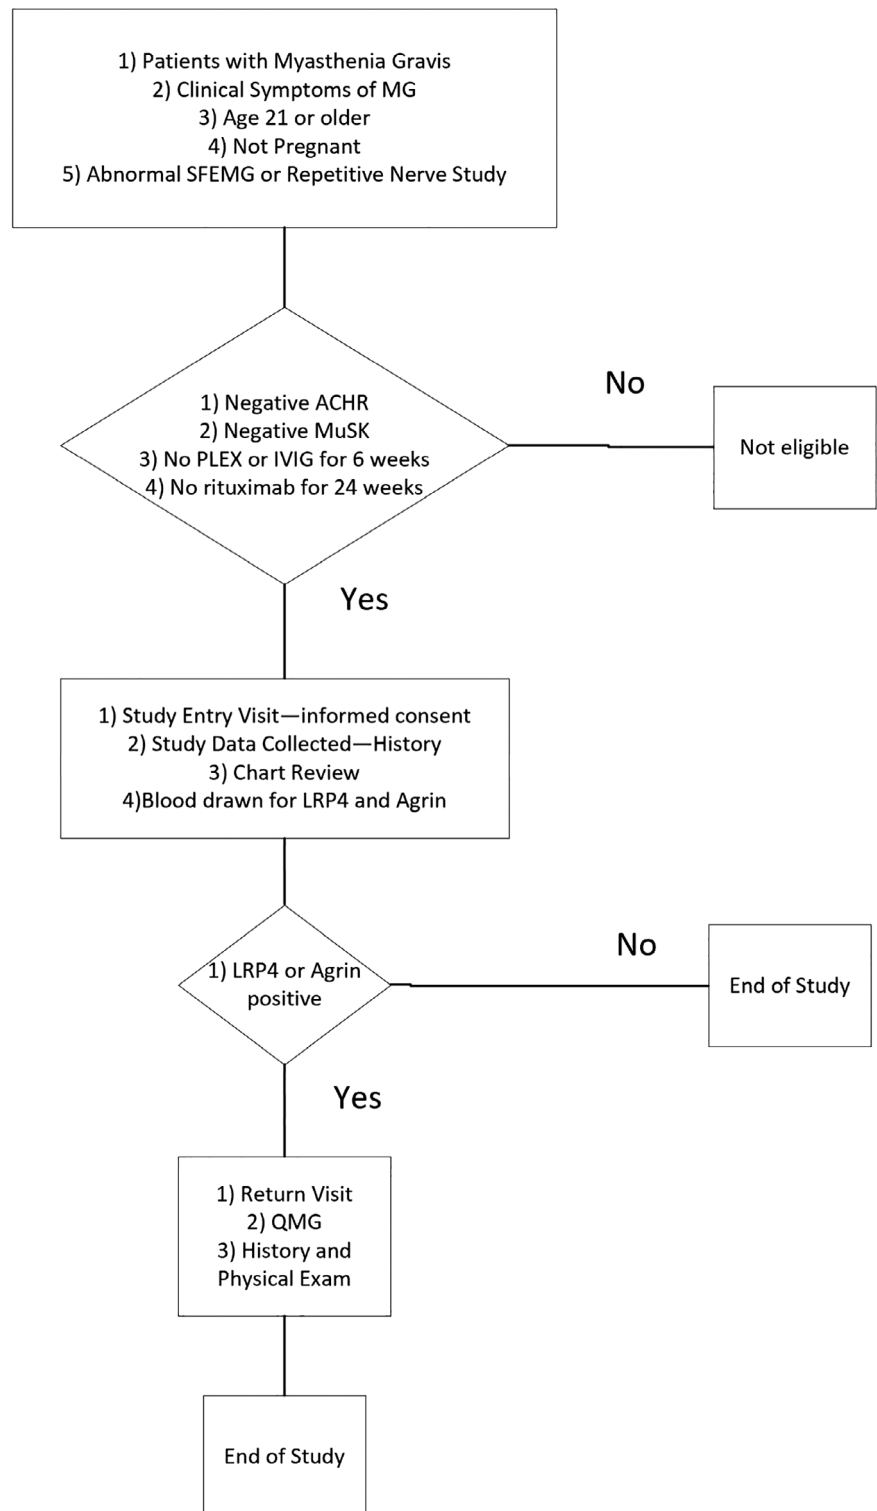 1) Patients with Myasthenia Gravis
2) Clinical Symptoms of MG
3) Age 21 or older
4) Not Pregnant
5) Abnormal SFEMG or Repetitive Nerve Study
1) Negative ACHR
2) Negative MuSK
3) No PLEX or IVIG for 6 weeks
4) No rituximab for 24 weeks
No
Not eligible
Yes
1) Study Entry Visit—informed consent
2) Study Data Collected—History
3) Chart Review
4)Blood drawn for LRP4 and Agrin
1) LRP4 or Agrin
positive
No
End of Study
Yes
1) Return Visit
2) QMG
3) History and
Physical Exam
End of Study